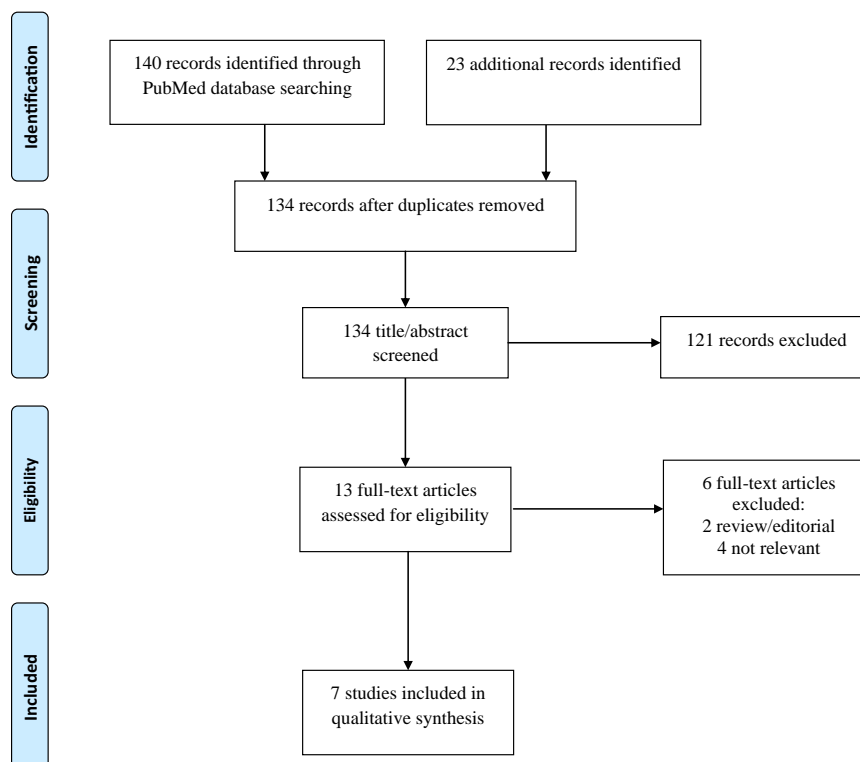 Identification
140 records identified through
PubMed database searching
23 additional records identified
134 records after duplicates removed
Screening
134 title/abstract
screened
121 records excluded
Eligibility
13 full-text articles
assessed for eligibility
6 full-text articles
excluded:
2 review/editorial
4 not relevant
Included
7 studies included in
qualitative synthesis